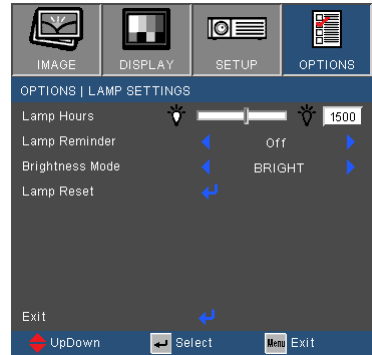 IMAGE DISPLAY SETUP OPTIONS
OPTIONS | LAMP SETTINGS
Lamp Hours 1500
Lamp Reminder Off
Brightness Mode BRIGHT
Lamp Reset
Exit
UpDown Select Menu Exit